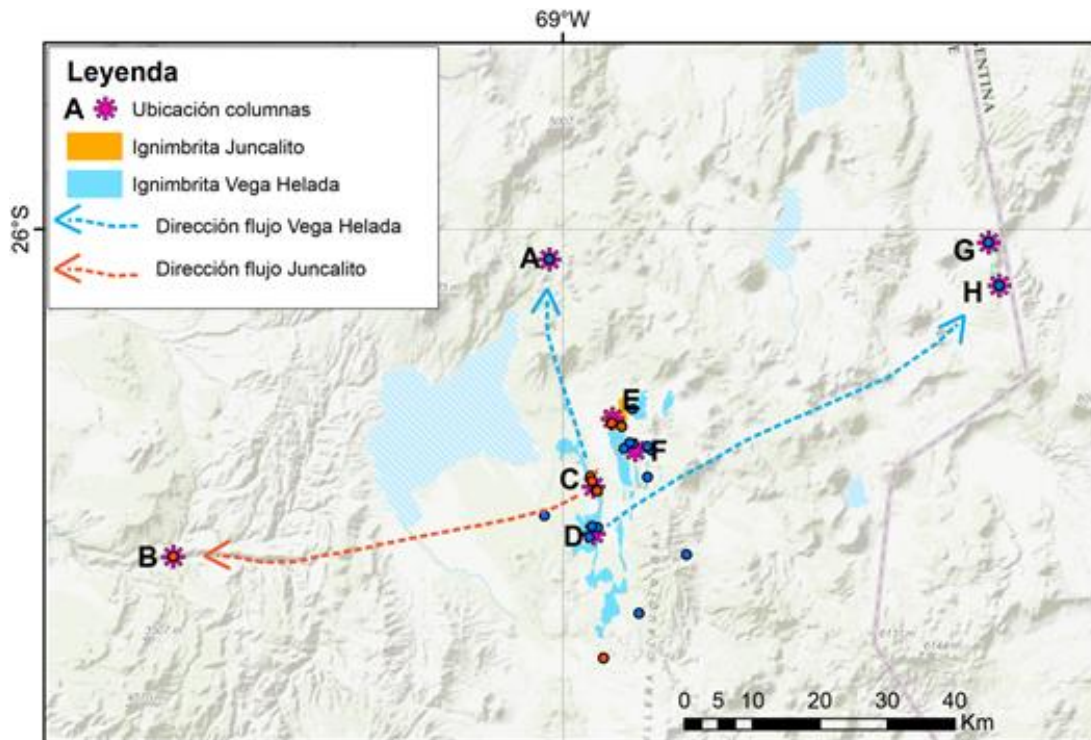 69°W
26°S
Leyenda
A Ubicación columnas
Ignimbrita Juncalito
Ignimbrita Vega Helada
Dirección flujo Vega Helada
Dirección flujo Juncalito
ENTINA
E
A
G
H
E
F
C
D
B
0 5 10 20 30 40
Km